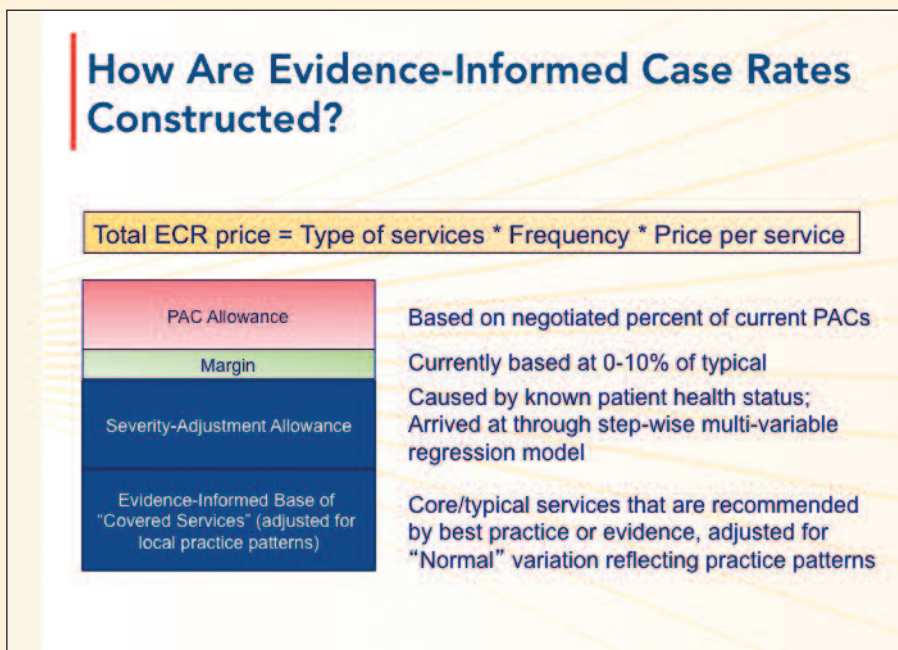 How Are Evidence-Informed Case Rates
Constructed?
Total ECR price = Type of services * Frequency * Price per service
PAC Allowance
Based on negotiated percent of current PACs
Margin
Currently based at 0-10% of typical
Severity-Adjustment Allowance
Caused by known patient health status;
Arrived at through step-wise multi-variable
regression model
Evidence-Informed Base of
“Covered Services” (adjusted for
local practice patterns)
Core/typical services that are recommended
by best practice or evidence, adjusted for
“Normal” variation reflecting practice patterns